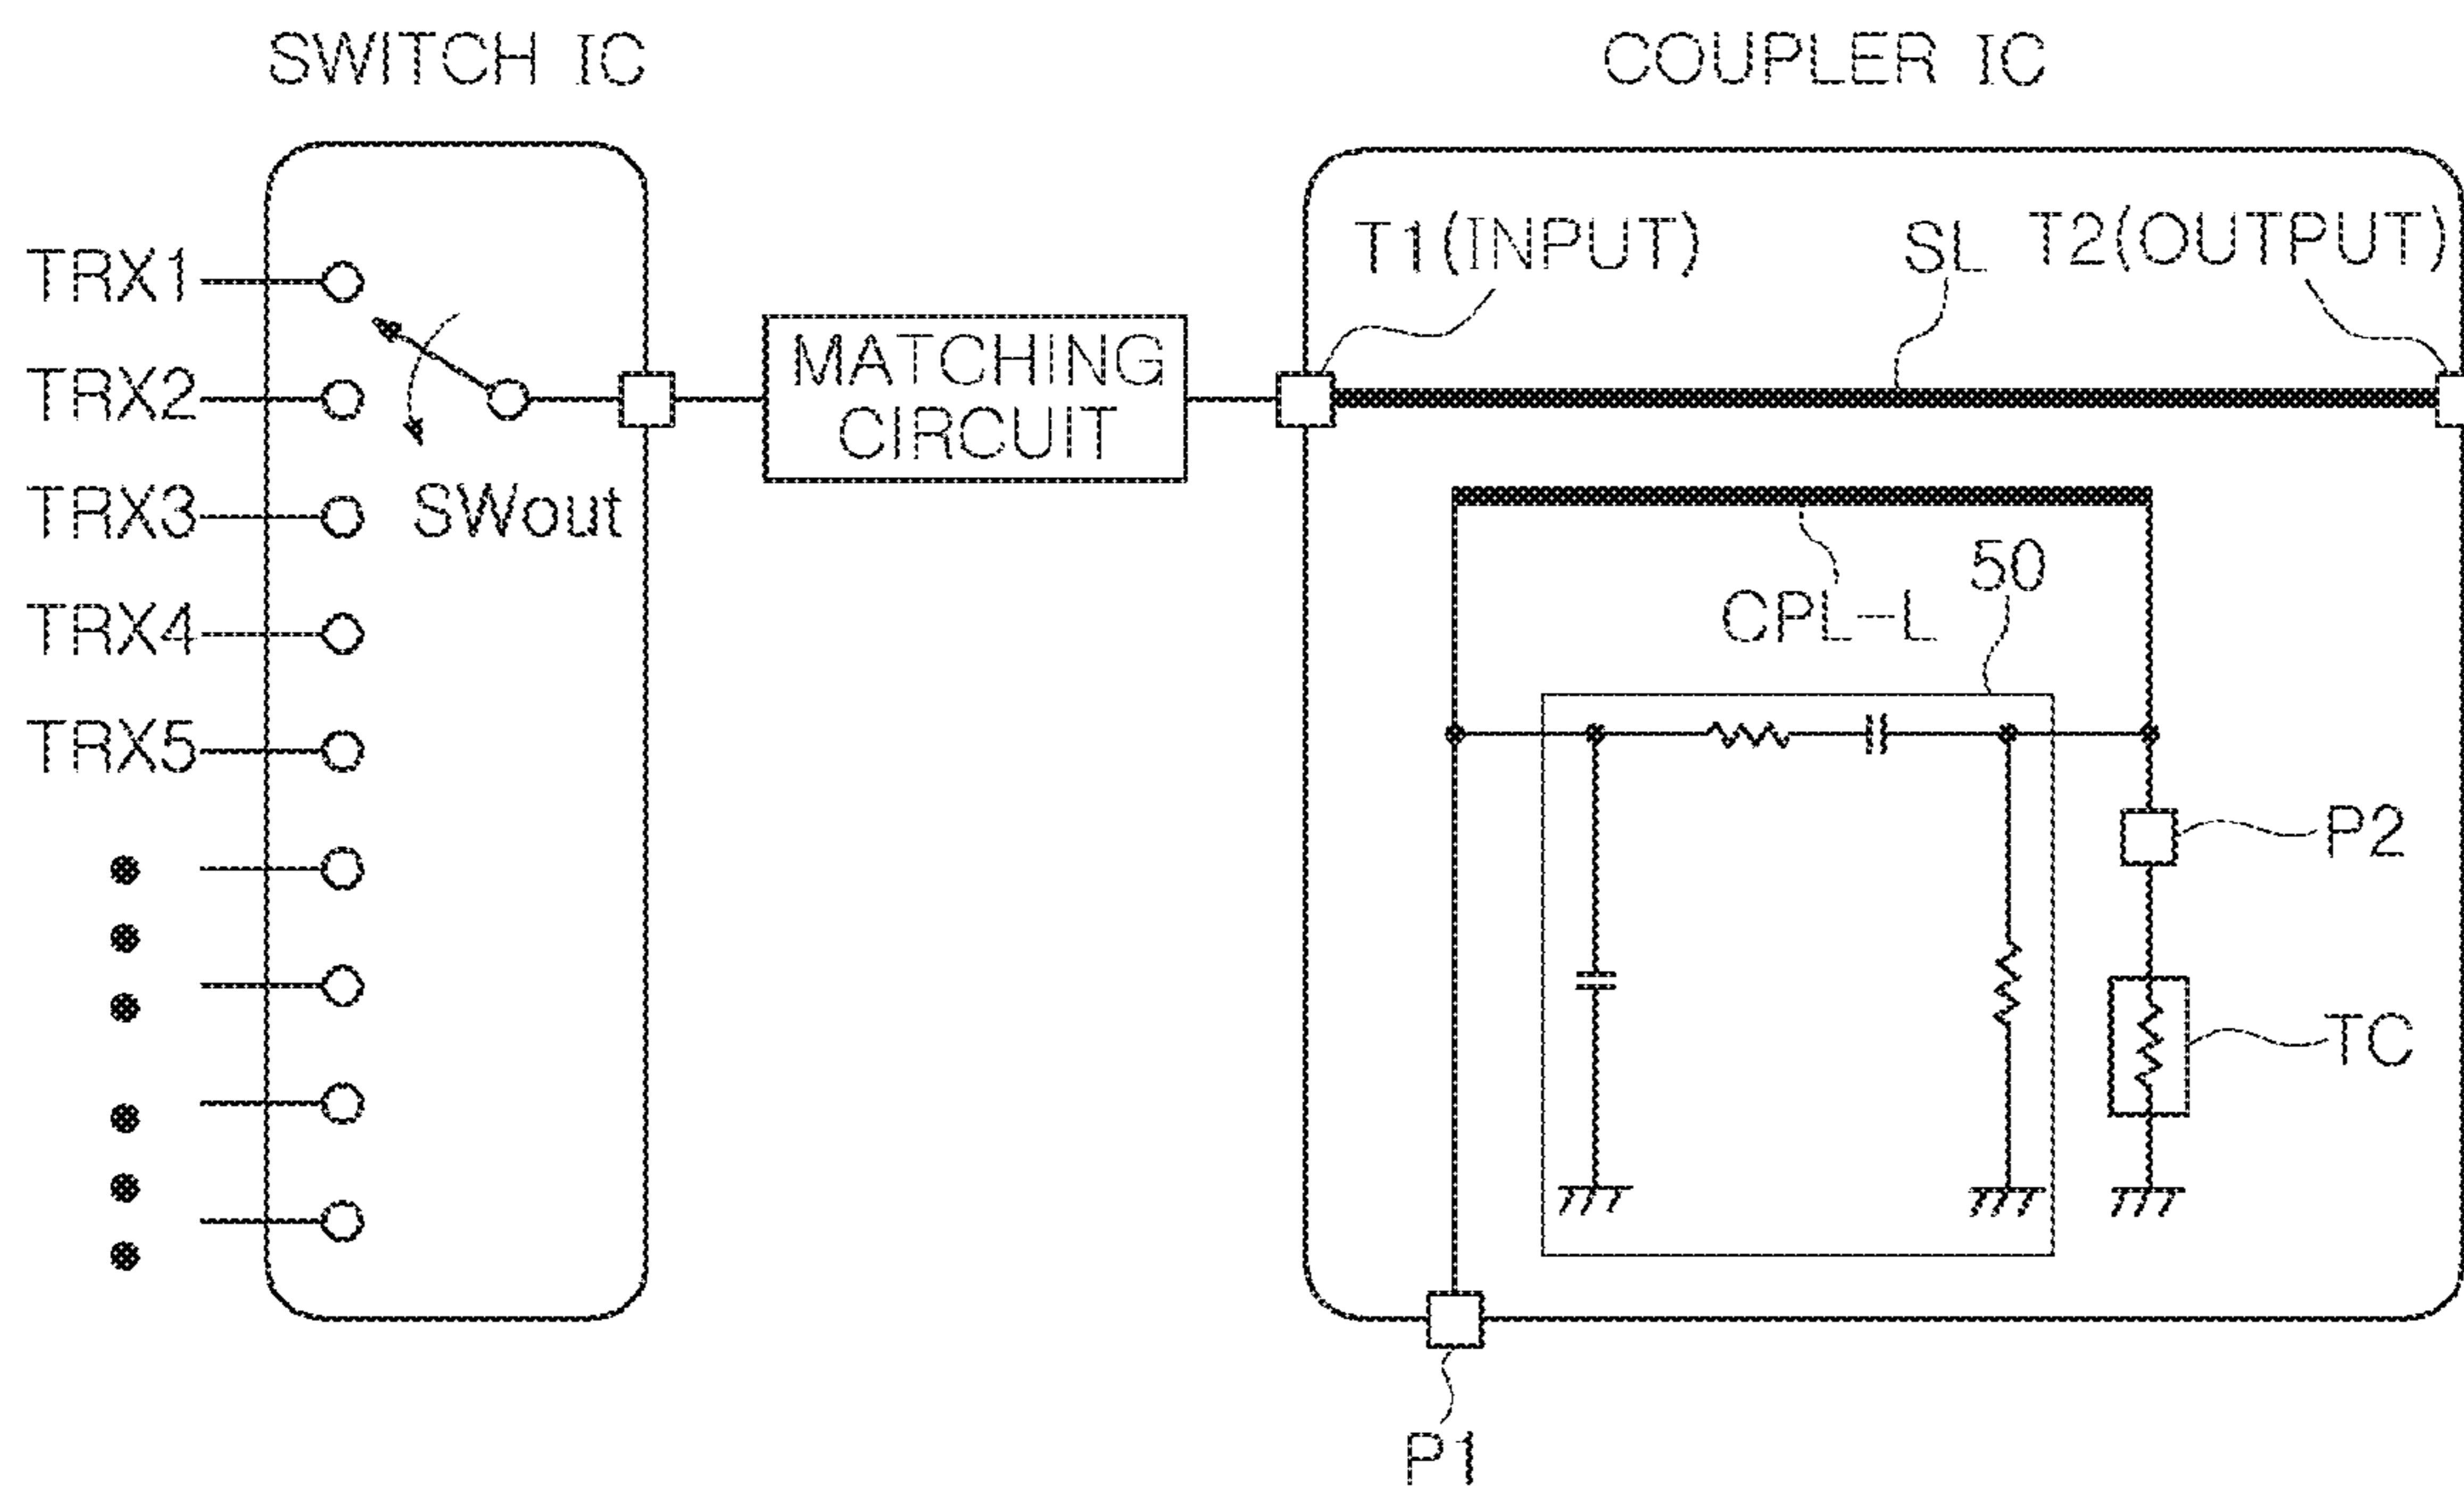 SWITCH IC
COUPLER IC
T1(INPUT)
SL
T2(OUTPUT)
TRX1
TRX2
TRX3
TRX4
TRX5
SWout
MATCHING
CIRCUIT
CPL-L
50
P2
TC
P1